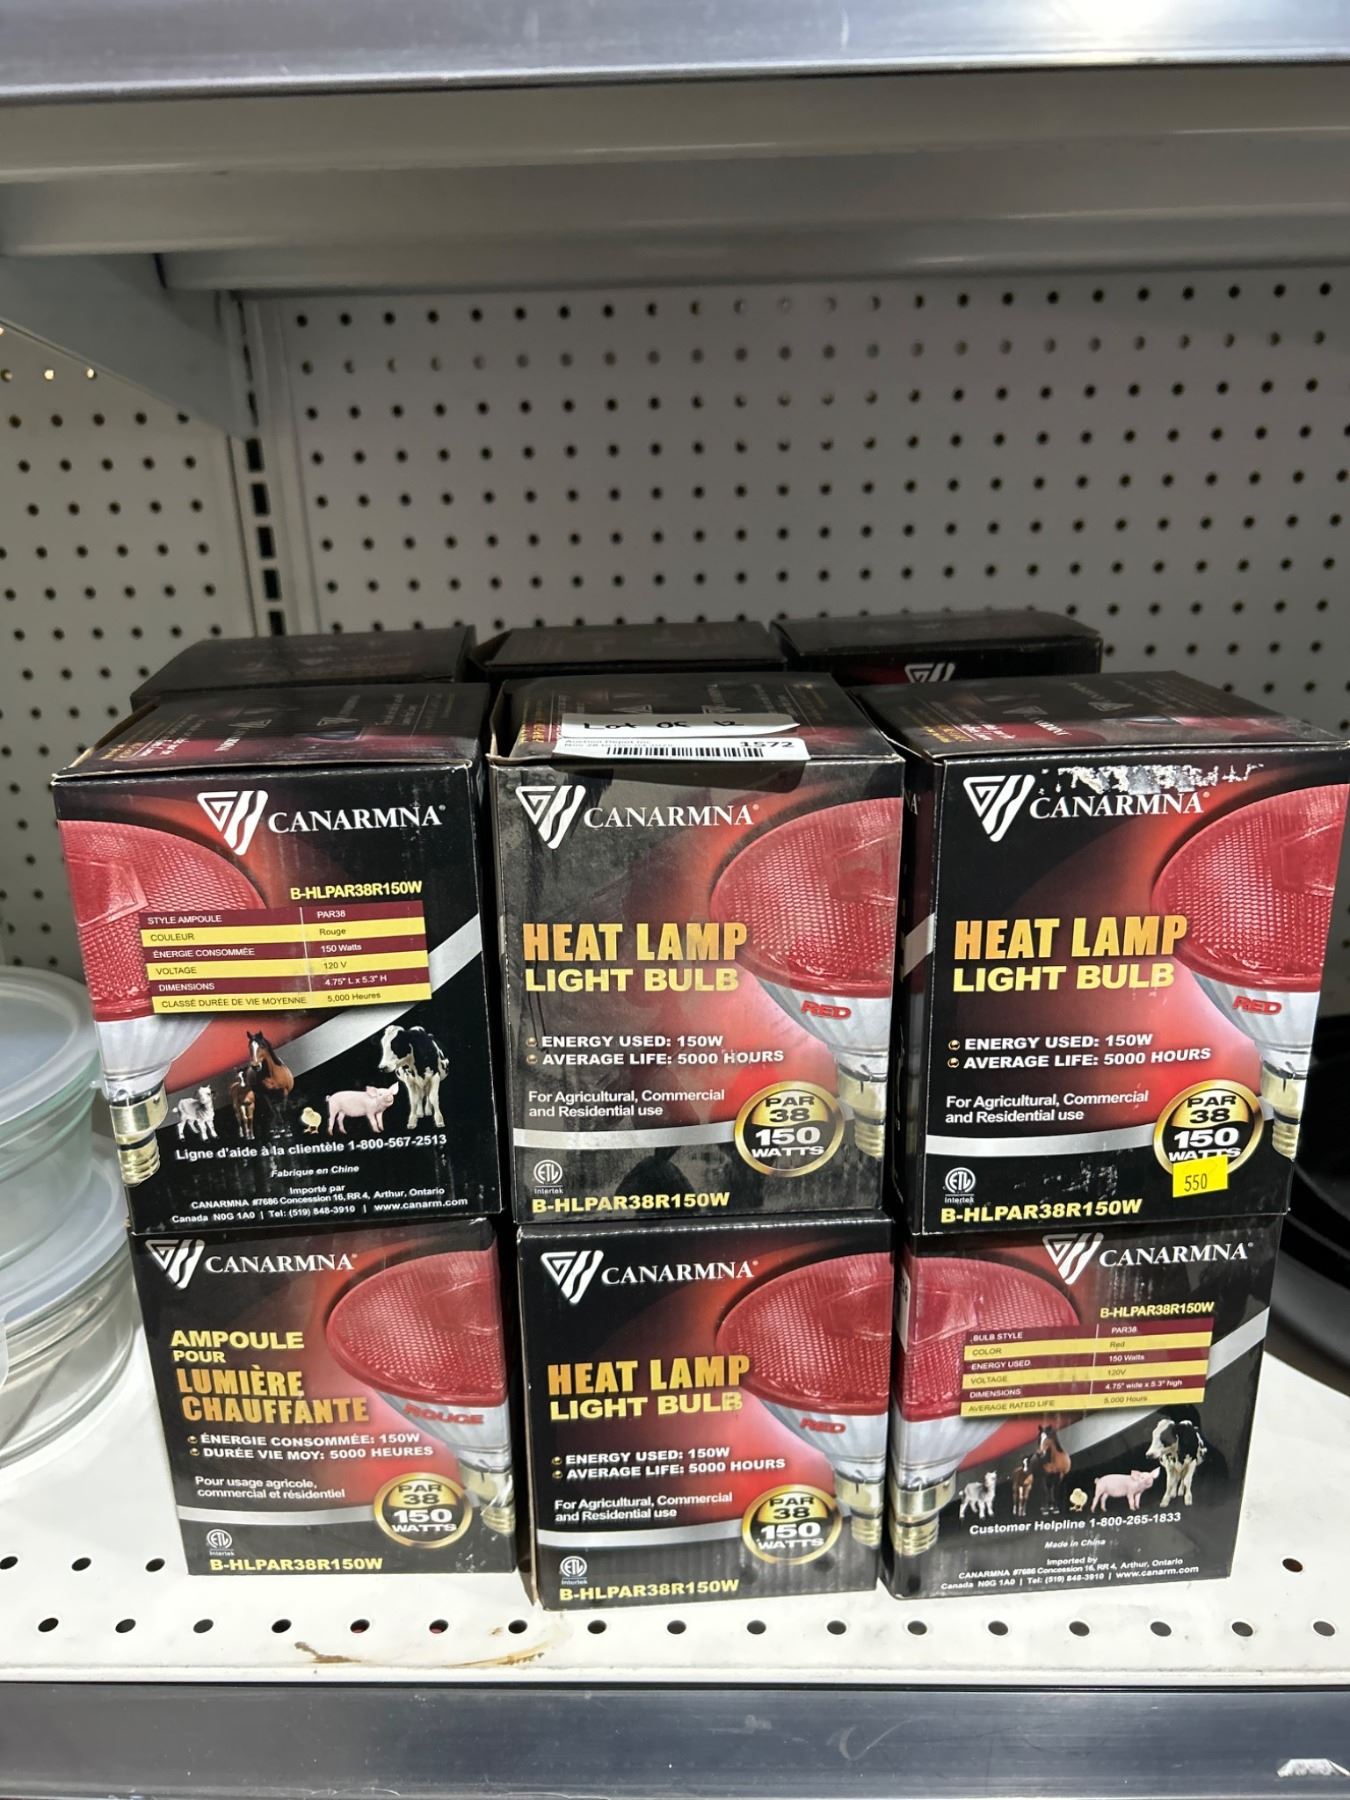 Lot of 12
1572
CANARMNA®
B-HLPAR38R150W
STYLE AMPOULE PAR38
COULEUR Rouge
ÉNERGIE CONSOMMÉE 150 Watts
VOLTAGE 120 V
DIMENSIONS 4.75" L x 5.3" H
CLASSÉ DURÉE DE VIE MOYENNE 5,000 Heures
Ligne d'aide à la clientèle 1-800-567-2513
Fabrique en Chine
Importé par
CANARMNA #7686 Concession 16, RR 4, Arthur, Ontario
Canada N0G 1A0 | Tel: (519) 848-3910 | www.canarm.com
CANARMNA®
HEAT LAMP
LIGHT BULB
RED
ENERGY USED: 150W
AVERAGE LIFE: 5000 HOURS
For Agricultural, Commercial
and Residential use
PAR
38
150
WATTS
ETL
Intertek
B-HLPAR38R150W
CANARMNA®
HEAT LAMP
LIGHT BULB
RED
ENERGY USED: 150W
AVERAGE LIFE: 5000 HOURS
For Agricultural, Commercial
and Residential use
PAR
38
150
WATTS
550
ETL
Intertek
B-HLPAR38R150W
CANARMNA®
AMPOULE
POUR
LUMIÈRE
CHAUFFANTE
ROUGE
ÉNERGIE CONSOMMÉE: 150W
DURÉE VIE MOY: 5000 HEURES
Pour usage agricole,
commercial et résidentiel
PAR
38
150
WATTS
ETL
Intertek
B-HLPAR38R150W
CANARMNA®
HEAT LAMP
LIGHT BULB
RED
ENERGY USED: 150W
AVERAGE LIFE: 5000 HOURS
For Agricultural, Commercial
and Residential use
PAR
38
150
WATTS
ETL
Intertek
B-HLPAR38R150W
CANARMNA®
B-HLPAR38R150W
BULB STYLE PAR38
COLOR Red
ENERGY USED 150 Watts
VOLTAGE 120V
DIMENSIONS 4.75" wide x 5.3" high
AVERAGE RATED LIFE 5,000 Hours
Customer Helpline 1-800-265-1833
Made in China
Imported by
CANARMNA #7686 Concession 16, RR 4, Arthur, Ontario
Canada N0G 1A0 | Tel: (519) 848-3910 | www.canarm.com